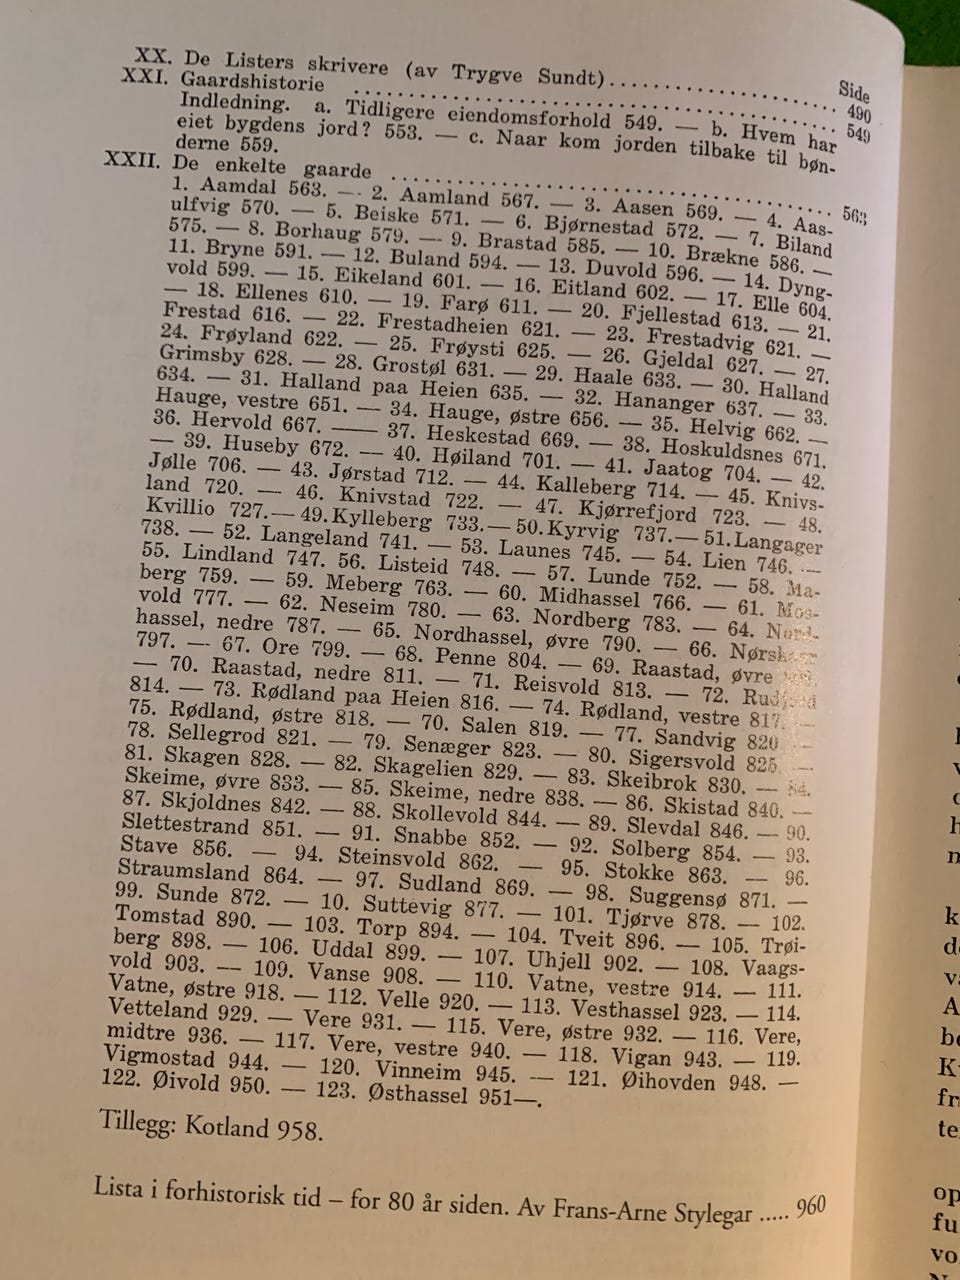 Side
XX. De Listers skrivere (av Trygve Sundt) .......................... 490
XXI. Gaardshistorie .......................................... 549
Indledning. a. Tidligere eiendomsforhold 549. — b. Hvem har
eiet bygdens jord? 553. — c. Naar kom jorden tilbake til bøn-
derne 559.
XXII. De enkelte gaarde .......................................... 563
1. Aamdal 563. — 2. Aamland 567. — 3. Aasen 569. — 4. Aas-
ulfvig 570. — 5. Beiske 571. — 6. Bjørnestad 572. — 7. Biland
575. — 8. Borhaug 579. — 9. Brastad 585. — 10. Brækne 586. —
11. Bryne 591. — 12. Buland 594. — 13. Duvold 596. — 14. Dyng-
vold 599. — 15. Eikeland 601. — 16. Eitland 602. — 17. Elle 604.
— 18. Ellenes 610. — 19. Farø 611. — 20. Fjellestad 613. — 21.
Frestad 616. — 22. Frestadheien 621. — 23. Frestadvig 621. —
24. Frøyland 622. — 25. Frøysti 625. — 26. Gjeldal 627. — 27.
Grimsby 628. — 28. Grostøl 631. — 29. Haale 633. — 30. Halland
634. — 31. Halland paa Heien 635. — 32. Hananger 637. — 33.
Hauge, vestre 651. — 34. Hauge, østre 656. — 35. Helvig 662. —
36. Hervold 667. —— 37. Heskestad 669. — 38. Hoskuldsnes 671.
— 39. Huseby 672. — 40. Høiland 701. — 41. Jaatog 704. — 42.
Jølle 706. — 43. Jørstad 712. — 44. Kalleberg 714. — 45. Knivs-
land 720. — 46. Knivstad 722. — 47. Kjørrefjord 723. — 48.
Kvillio 727. — 49. Kylleberg 733. — 50. Kyrvig 737. — 51. Langager
738. — 52. Langeland 741. — 53. Launes 745. — 54. Lien 746. —
55. Lindland 747. 56. Listeid 748. — 57. Lunde 752. — 58. Ma-
berg 759. — 59. Meberg 763. — 60. Midhassel 766. — 61. Mos-
vold 777. — 62. Neseim 780. — 63. Nordberg 783. — 64. Nord-
hassel, nedre 787. — 65. Nordhassel, øvre 790. — 66. Nørskaar
797. — 67. Ore 799. — 68. Penne 804. — 69. Raastad, øvre
— 70. Raastad, nedre 811. — 71. Reisvold 813. — 72. Rudjord
814. — 73. Rødland paa Heien 816. — 74. Rødland, vestre 817. —
75. Rødland, østre 818. — 70. Salen 819. — 77. Sandvig 820. —
78. Sellegrod 821. — 79. Senæger 823. — 80. Sigersvold 825. —
81. Skagen 828. — 82. Skagelien 829. — 83. Skeibrok 830. — 84.
Skeime, øvre 833. — 85. Skeime, nedre 838. — 86. Skistad 840. —
87. Skjoldnes 842. — 88. Skollevold 844. — 89. Slevdal 846. — 90.
Slettestrand 851. — 91. Snabbe 852. — 92. Solberg 854. — 93.
Stave 856. — 94. Steinsvold 862. — 95. Stokke 863. — 96.
Straumsland 864. — 97. Sudland 869. — 98. Suggensø 871. —
99. Sunde 872. — 10. Suttevig 877. — 101. Tjørve 878. — 102.
Tomstad 890. — 103. Torp 894. — 104. Tveit 896. — 105. Trøi-
berg 898. — 106. Uddal 899. — 107. Uhjell 902. — 108. Vaags-
vold 903. — 109. Vanse 908. — 110. Vatne, vestre 914. — 111.
Vatne, østre 918. — 112. Velle 920. — 113. Vesthassel 923. — 114.
Vetteland 929. — Vere 931. — 115. Vere, østre 932. — 116. Vere,
midtre 936. — 117. Vere, vestre 940. — 118. Vigan 943. — 119.
Vigmostad 944. — 120. Vinneim 945. — 121. Øihovden 948. —
122. Øivold 950. — 123. Østhassel 951—.
Tillegg: Kotland 958.
Lista i forhistorisk tid – for 80 år siden. Av Frans-Arne Stylegar ..... 960